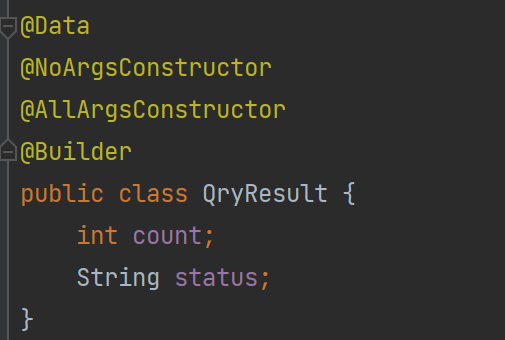 @Data
@NoArgsConstructor
@AllArgsConstructor
@Builder
public class QryResult {
    int count;
    String status;
}